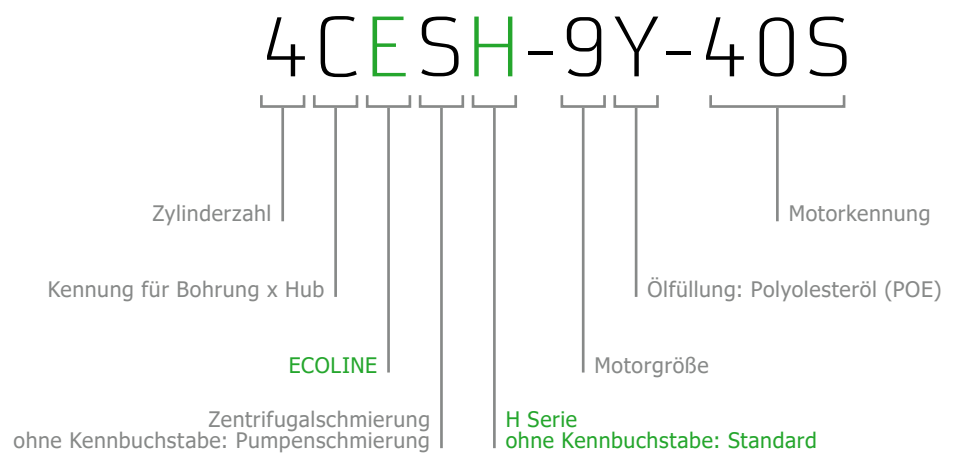 4CESH-9Y-40S
Zylinderzahl
Motorkennung
Kennung für Bohrung x Hub
Ölfüllung: Polyolesteröl (POE)
ECOLINE
Motorgröße
Zentrifugalschmierung
ohne Kennbuchstabe: Pumpenschmierung
H Serie
ohne Kennbuchstabe: Standard